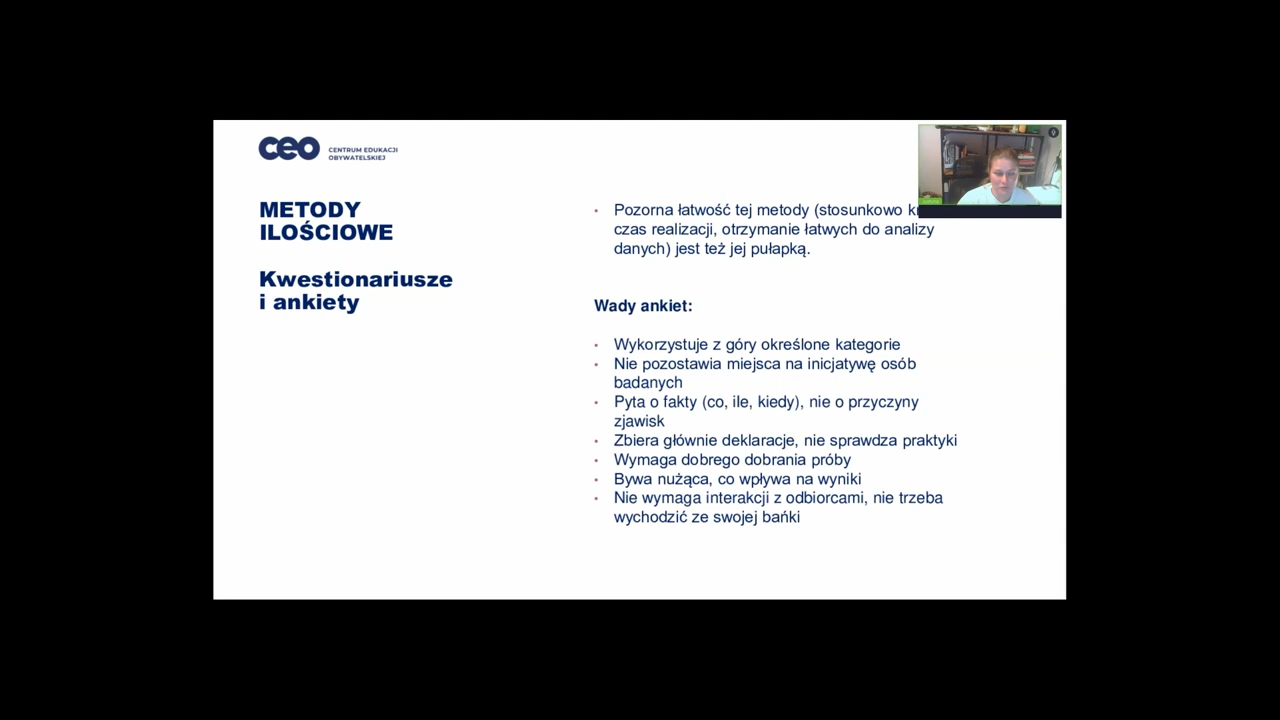 ceo CENTRUM EDUKACJI
OBYWATELSKIEJ
METODY
ILOŚCIOWE
Kwestionariusze
i ankiety
Pozorna łatwość tej metody (stosunkowo
czas realizacji, otrzymanie łatwych do analizy
danych) jest też jej pułapką.
Wady ankiet:
Wykorzystuje z góry określone kategorie
Nie pozostawia miejsca na inicjatywę osób
badanych
Pyta o fakty (co, ile, kiedy), nie o przyczyny
zjawisk
Zbiera głównie deklaracje, nie sprawdza praktyki
Wymaga dobrego dobrania próby
Bywa nużąca, co wpływa na wyniki
Nie wymaga interakcji z odbiorcami, nie trzeba
wychodzić ze swojej bańki